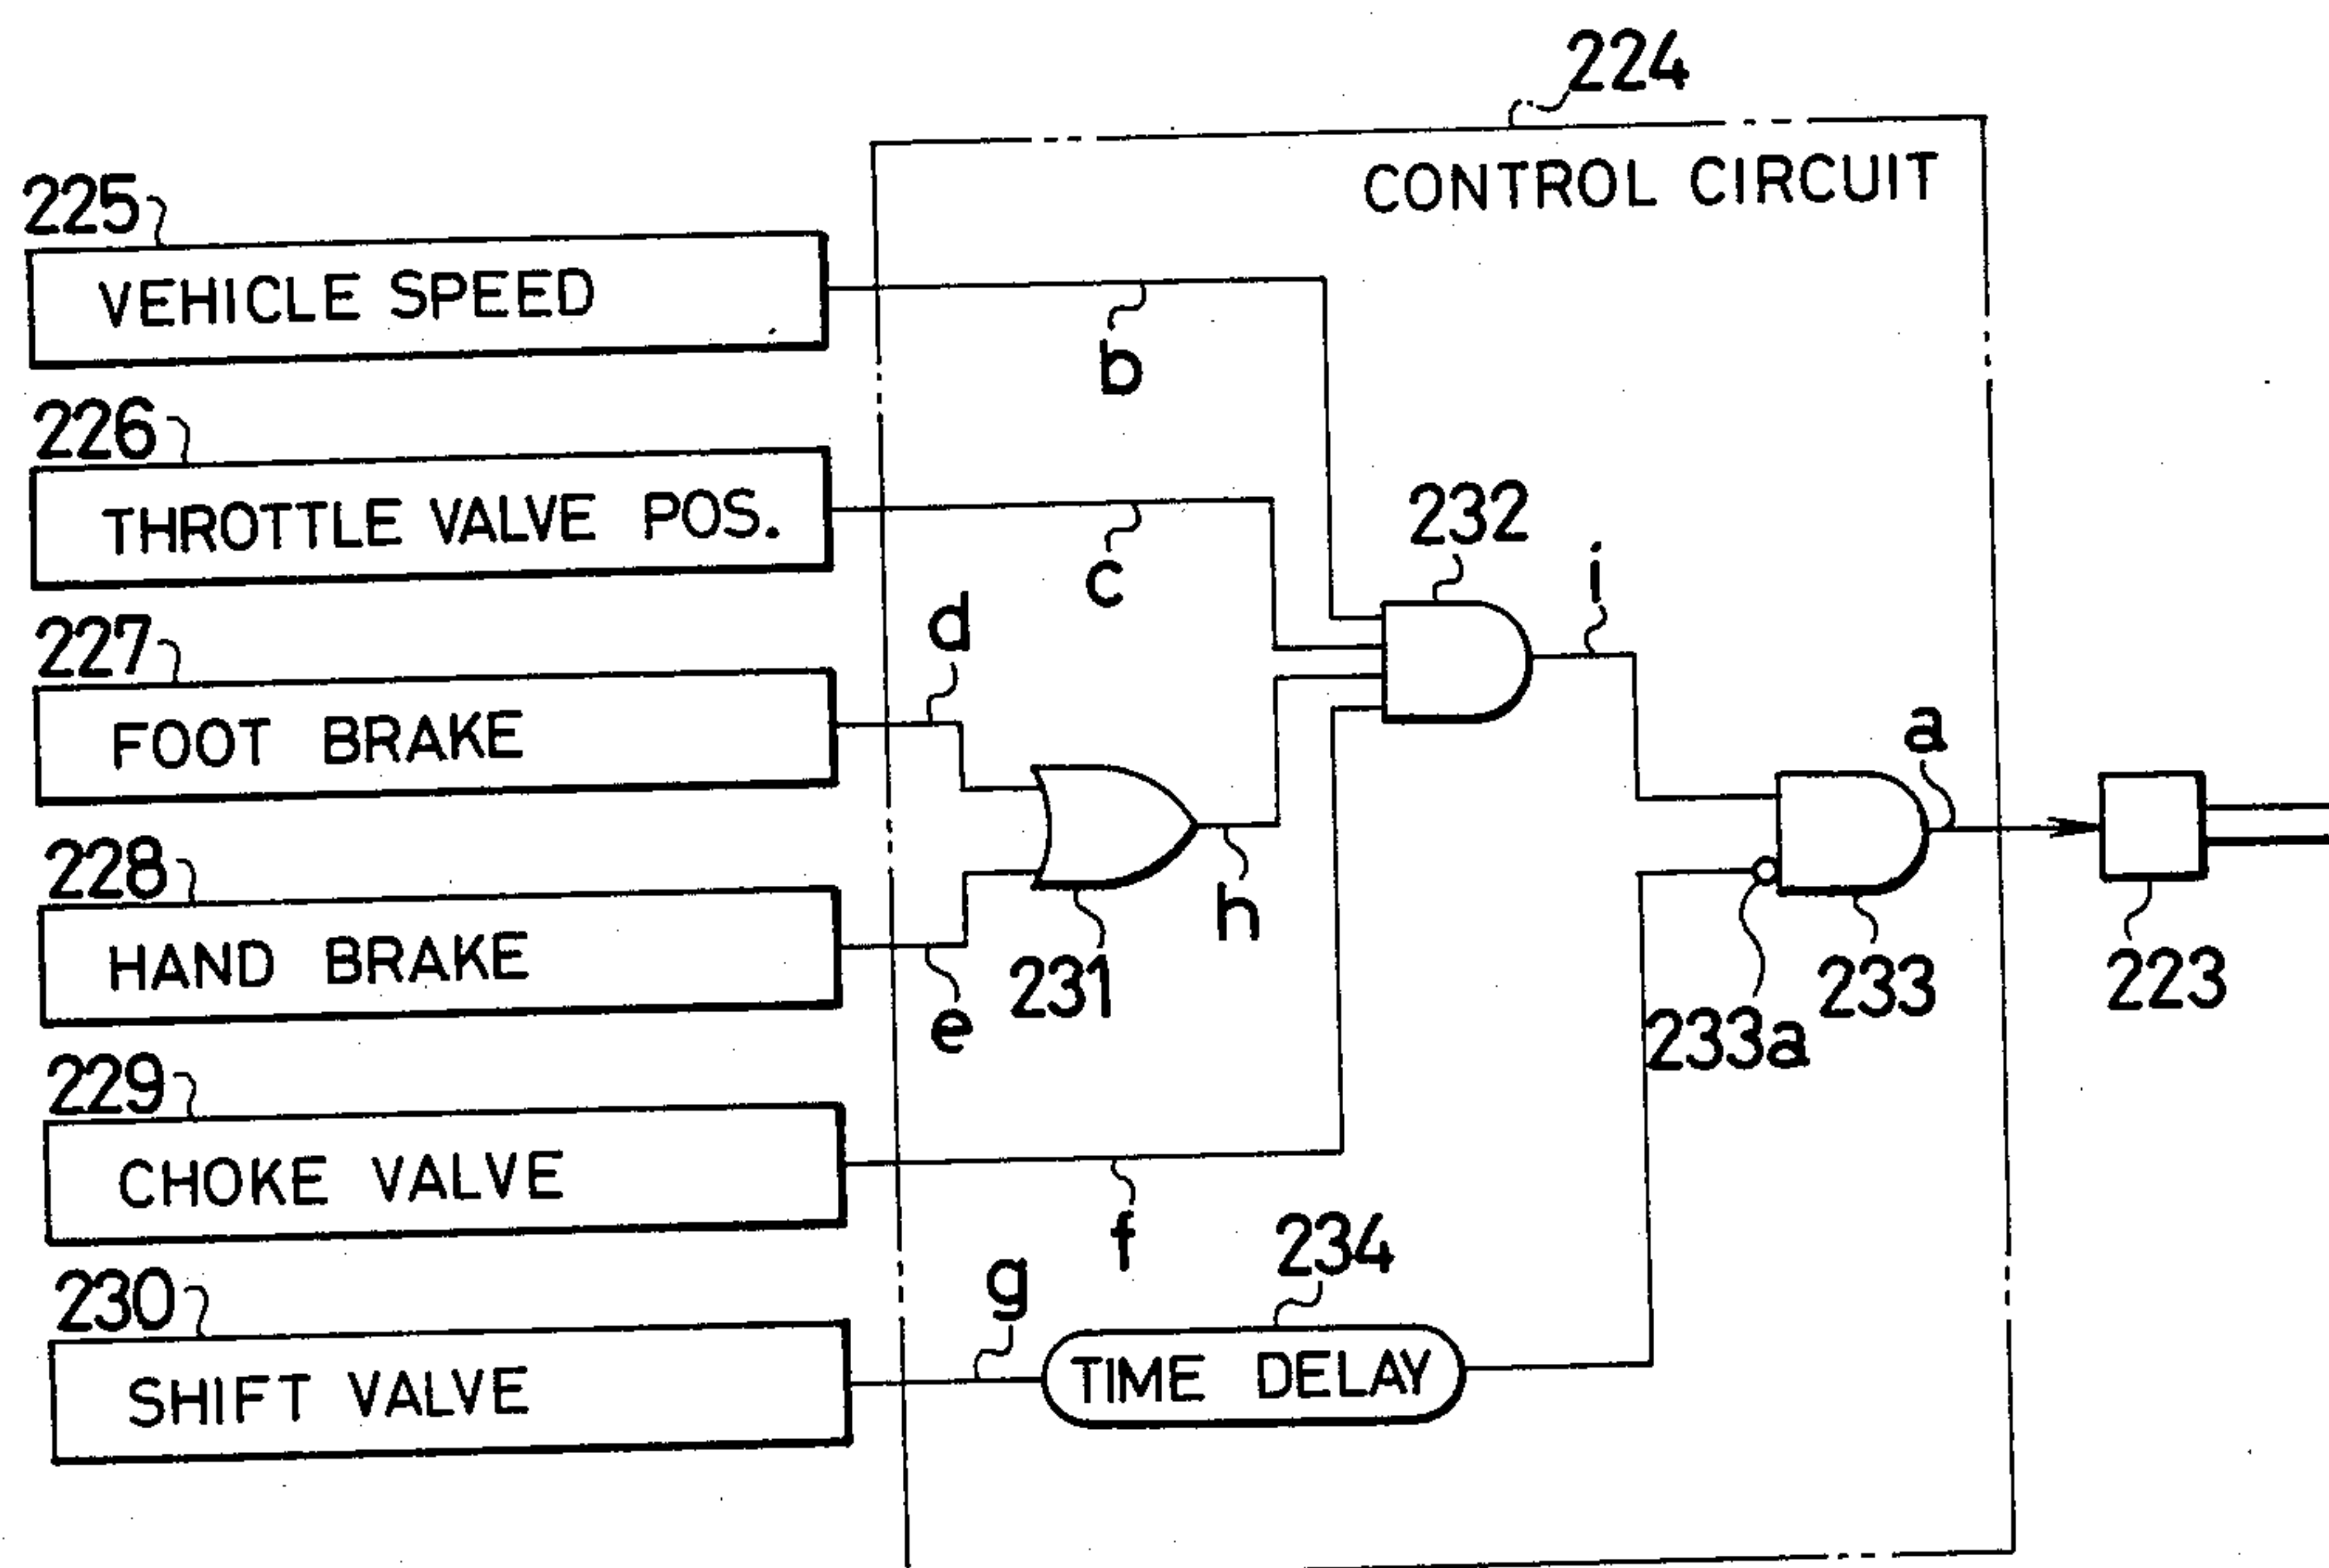 224
CONTROL CIRCUIT
225
VEHICLE SPEED
b
226
THROTTLE VALVE POS.
c
232
i
227
FOOT BRAKE
d
a
228
HAND BRAKE
e
231
h
233a
233
223
229
CHOKE VALVE
f
230
SHIFT VALVE
g
234
TIME DELAY